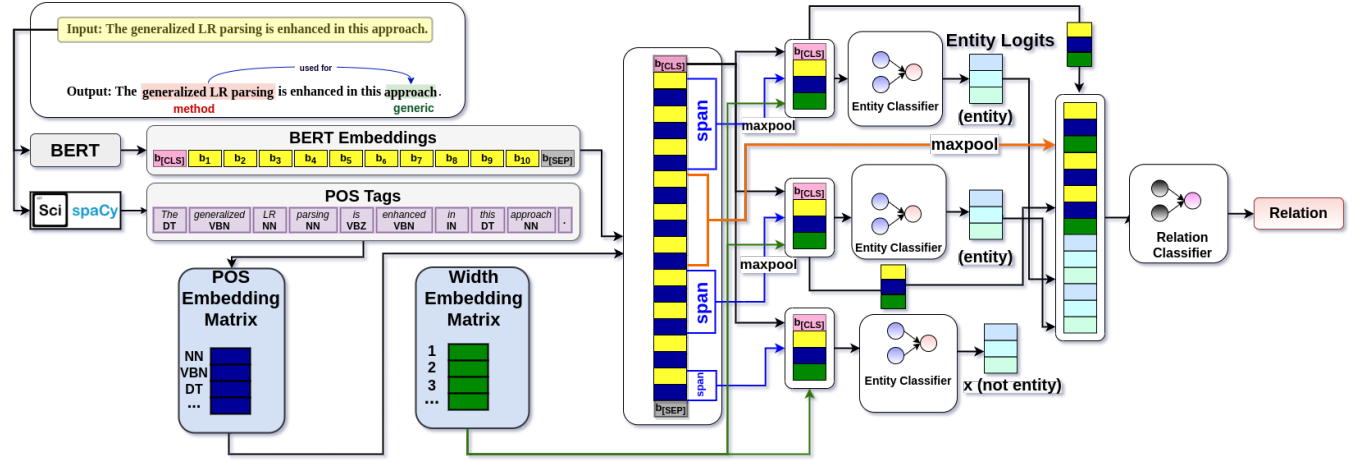 Input: The generalized LR parsing is enhanced in this approach.
used for
Output: The generalized LR parsing is enhanced in this approach.
method
generic
BERT
BERT Embeddings
b[CLS] b1 b2 b3 b4 b5 b6 b7 b8 b9 b10 b[SEP]
Sci spaCy
POS Tags
The generalized LR parsing is enhanced in this approach .
DT VBN NN NN VBZ VBN IN DT NN
POS
Embedding
Matrix
NN
VBN
DT
...
Width
Embedding
Matrix
1
2
3
...
b[CLS]
span
span
span
b[SEP]
b[CLS]
maxpool
Entity Classifier
Entity Logits
(entity)
maxpool
b[CLS]
maxpool
Entity Classifier
(entity)
b[CLS]
Entity Classifier
x (not entity)
Relation
Classifier
Relation